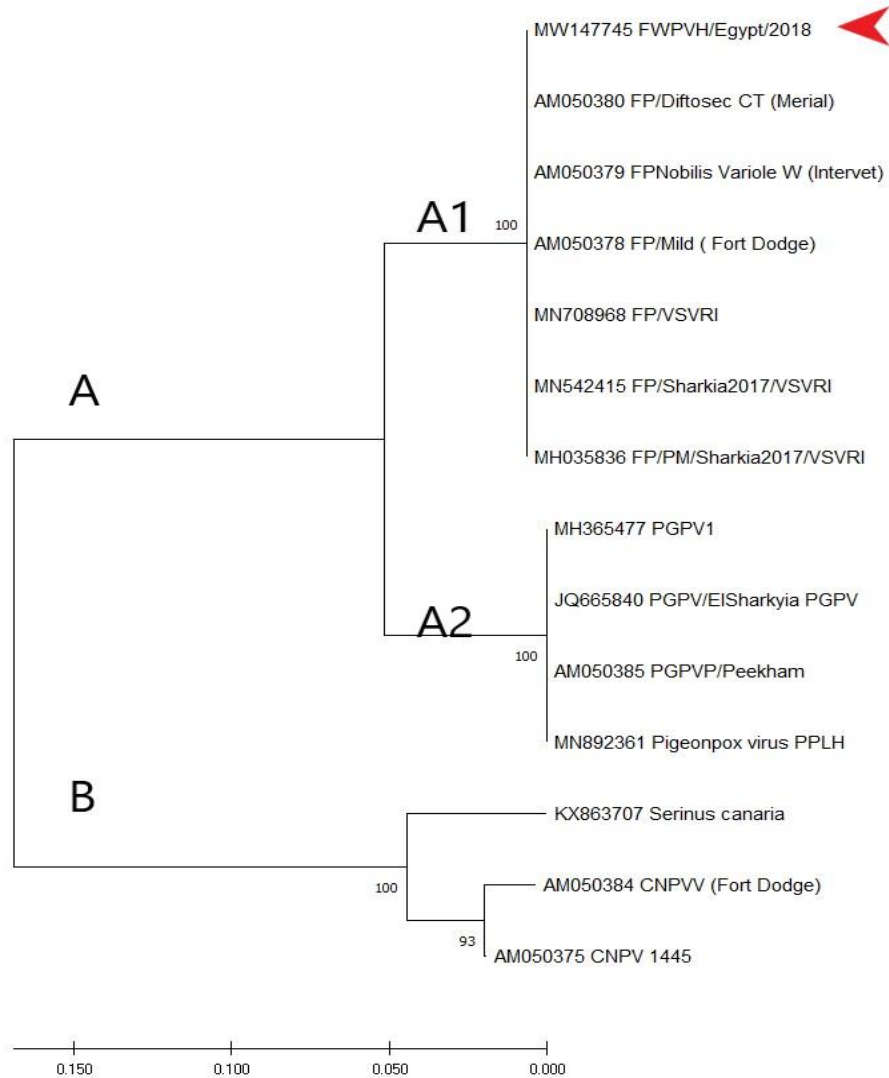 MW147745 FWPVH/Egypt/2018
AM050380 FP/Diftosec CT (Merial)
AM050379 FPNobilis Variole W (Intervet)
A1
100
AM050378 FP/Mild ( Fort Dodge)
MN708968 FP/VSVRI
A
MN542415 FP/Sharkia2017/VSVRI
MH035836 FP/PM/Sharkia2017/VSVRI
MH365477 PGPV1
JQ665840 PGPV/ElSharkyia PGPV
A2
100
AM050385 PGPVP/Peekham
MN892361 Pigeonpox virus PPLH
B
KX863707 Serinus canaria
100
AM050384 CNPVV (Fort Dodge)
93
AM050375 CNPV 1445
0.150 0.100 0.050 0.000